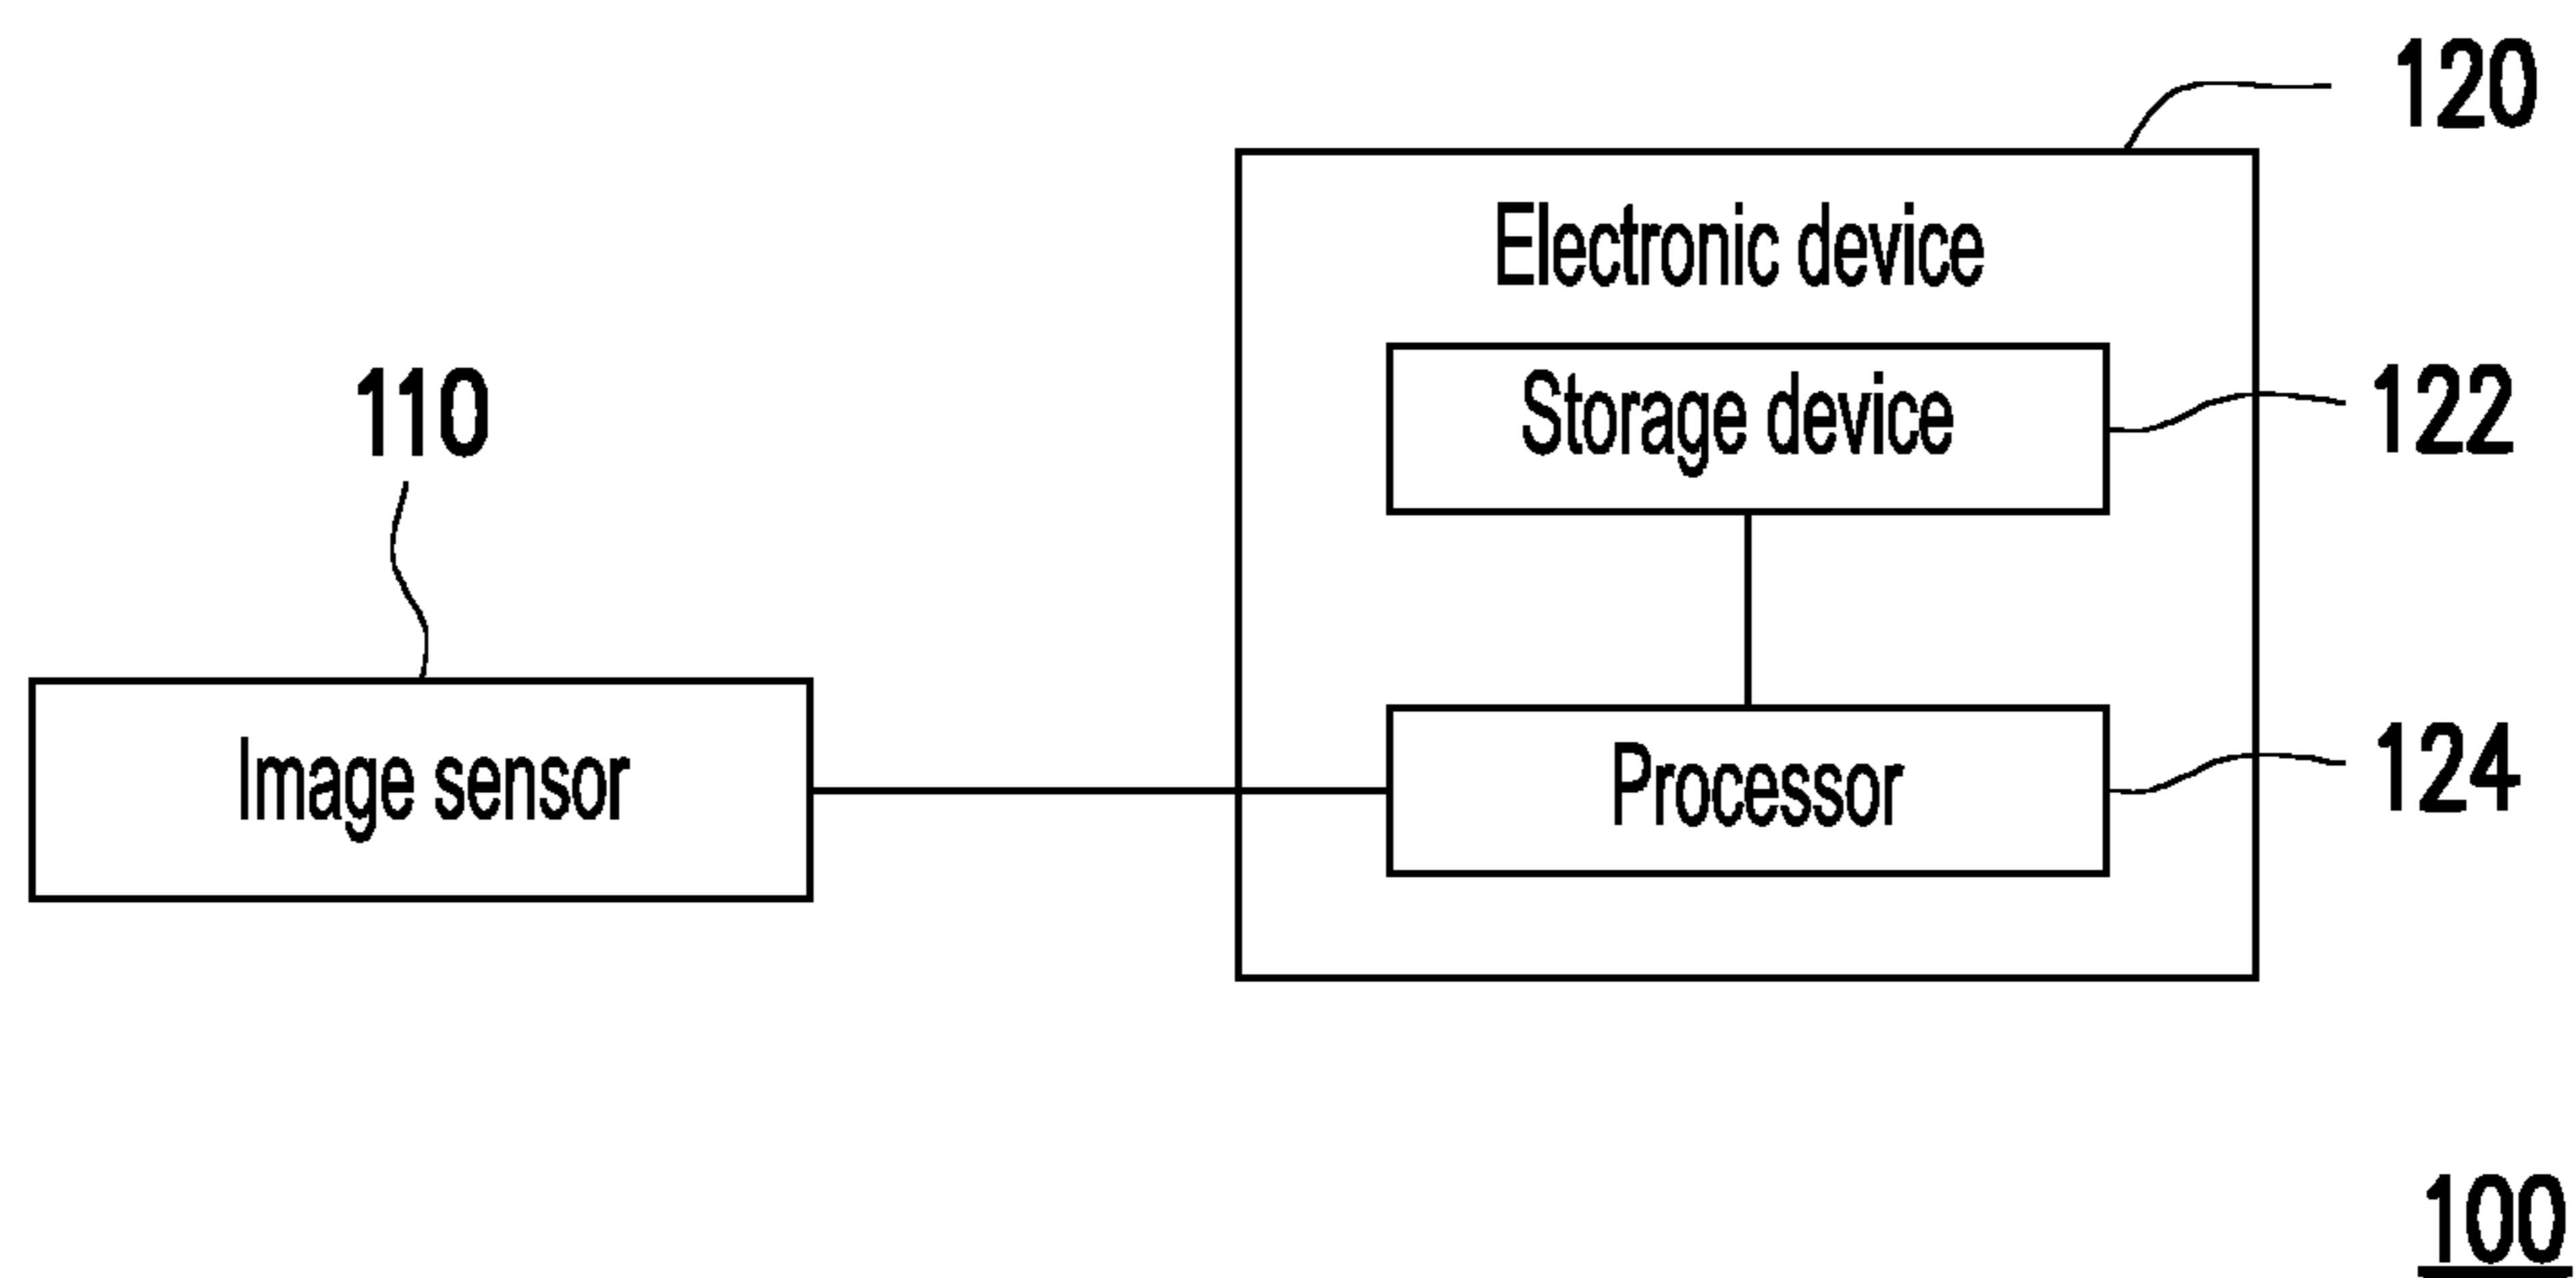 120
Electronic device
110
Storage device
122
Image sensor
Processor
124
100